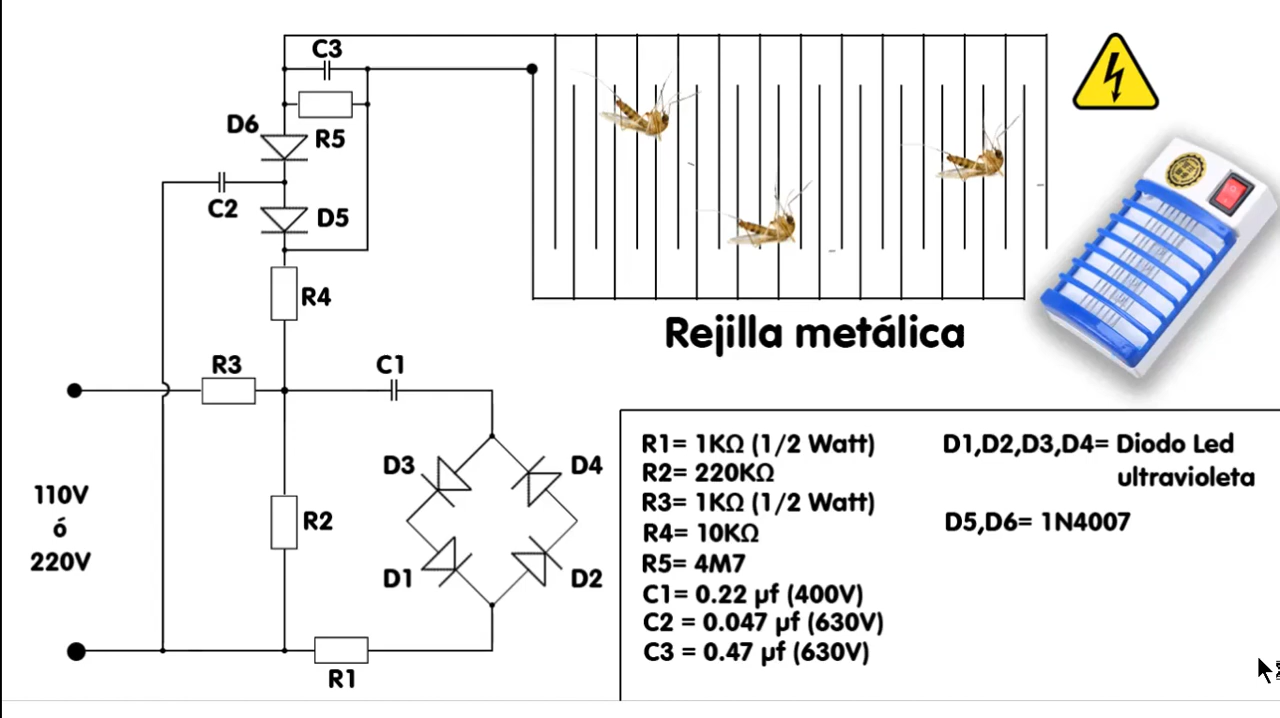 C3
D6
R5
C2
D5
R4
R3
C1
D3
D4
110V
ó
220V
R2
D1
D2
R1
Rejilla metálica
R1= 1KΩ (1/2 Watt)
R2= 220KΩ
R3= 1KΩ (1/2 Watt)
R4= 10KΩ
R5= 4M7
C1= 0.22 µf (400V)
C2 = 0.047 µf (630V)
C3 = 0.47 µf (630V)
D1,D2,D3,D4= Diodo Led
ultravioleta
D5,D6= 1N4007